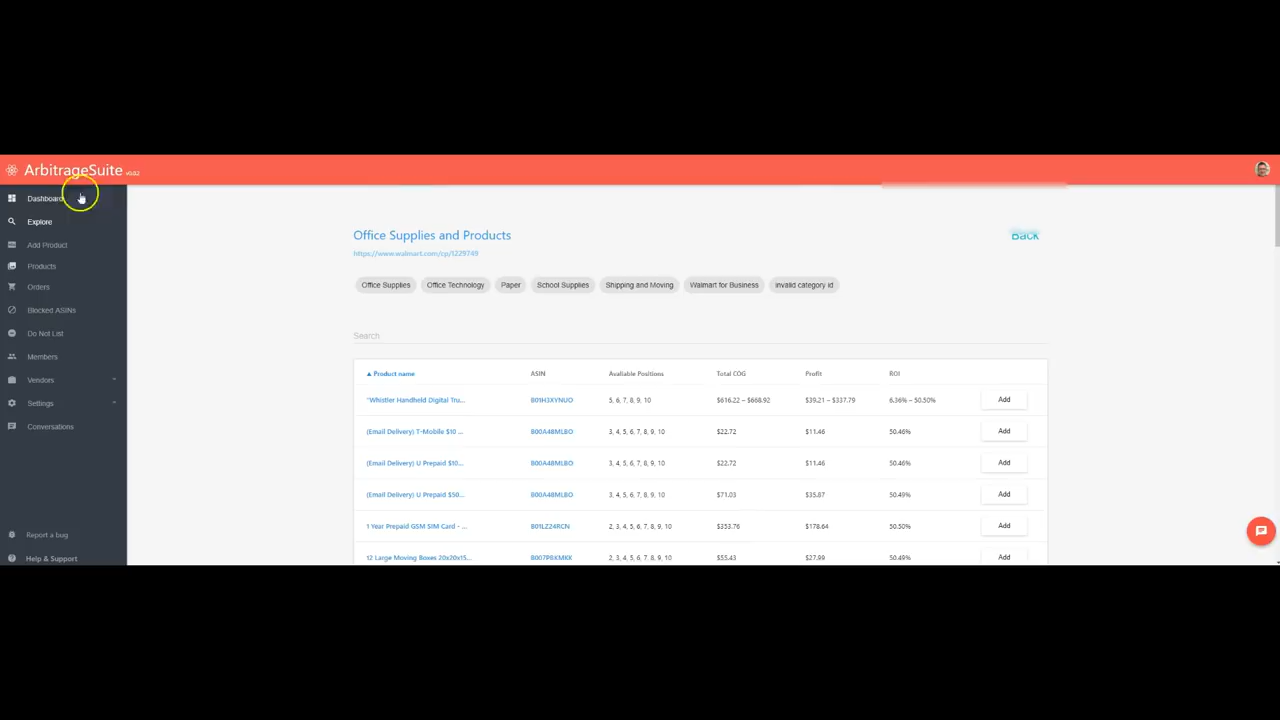 ArbitrageSuite v0.0.2
Dashboard
Explore
Add Product
Products
Orders
Blocked ASINs
Do Not List
Members
Vendors
Settings
Conversations
Report a bug
Help & Support
Office Supplies and Products
Back
https://www.walmart.com/cp/1229749
Office Supplies Office Technology Paper School Supplies Shipping and Moving Walmart for Business invalid category id
Search
Product name ASIN Available Positions Total COG Profit ROI
"Whistler Handheld Digital Tru... B01H3XYNUO 5, 6, 7, 8, 9, 10 $616.22 – $668.92 $39.21 – $337.79 6.36% – 50.50% Add
(Email Delivery) T-Mobile $10 ... B00A48MLBO 3, 4, 5, 6, 7, 8, 9, 10 $22.72 $11.46 50.46% Add
(Email Delivery) U Prepaid $10... B00A48MLBO 3, 4, 5, 6, 7, 8, 9, 10 $22.72 $11.46 50.46% Add
(Email Delivery) U Prepaid $50... B00A48MLBO 3, 4, 5, 6, 7, 8, 9, 10 $71.03 $35.87 50.49% Add
1 Year Prepaid GSM SIM Card - ... B01LZ24RCN 2, 3, 4, 5, 6, 7, 8, 9, 10 $353.76 $178.64 50.50% Add
12 Large Moving Boxes 20x20x15... B007P8KMKK 2, 3, 4, 5, 6, 7, 8, 9, 10 $55.43 $27.99 50.49% Add